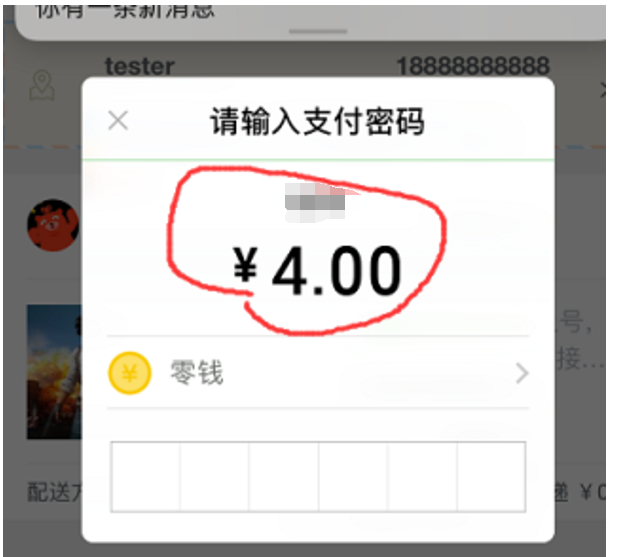 你有一条新消息
tester 18888888888
请输入支付密码
¥4.00
号,
零钱
接...
配送方 递 ¥0